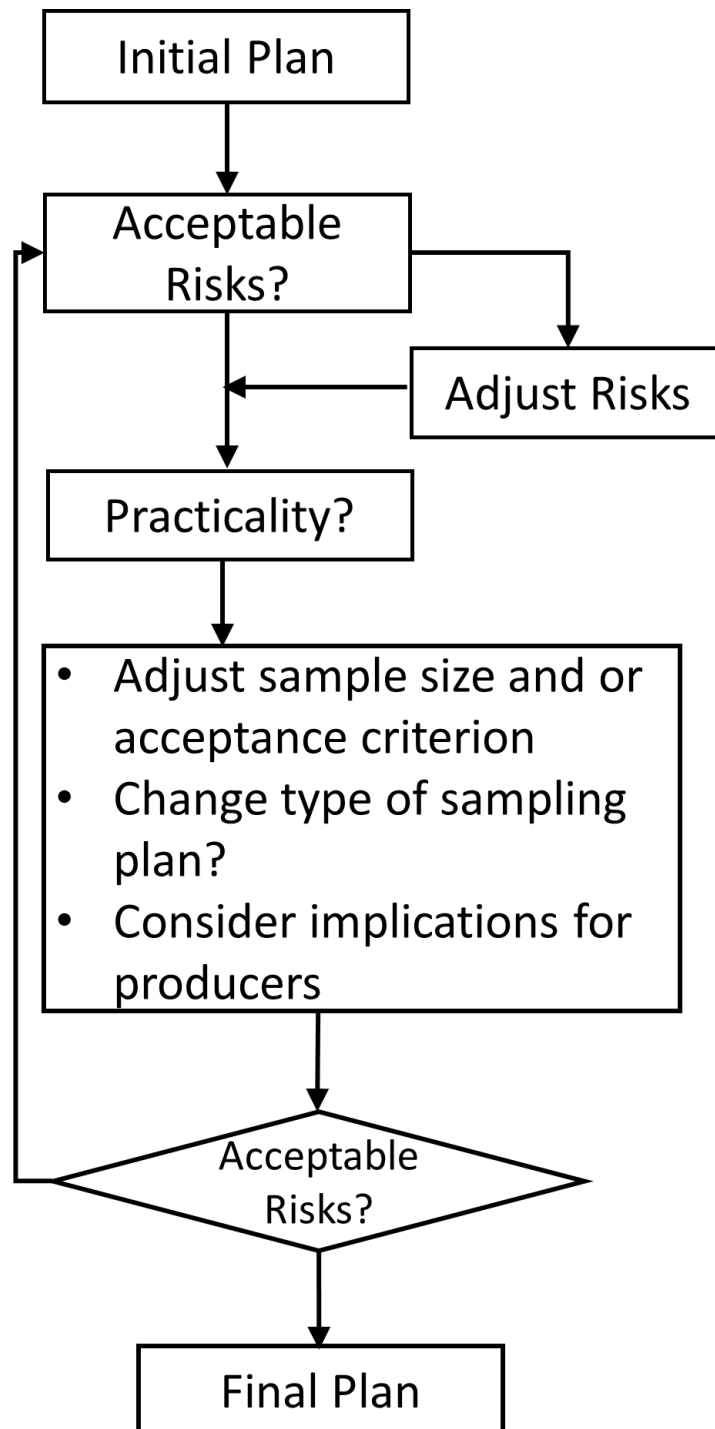 Initial Plan
Acceptable
Risks?
Adjust Risks
Practicality?
• Adjust sample size and or
acceptance criterion
• Change type of sampling
plan?
• Consider implications for
producers
Acceptable
Risks?
Final Plan